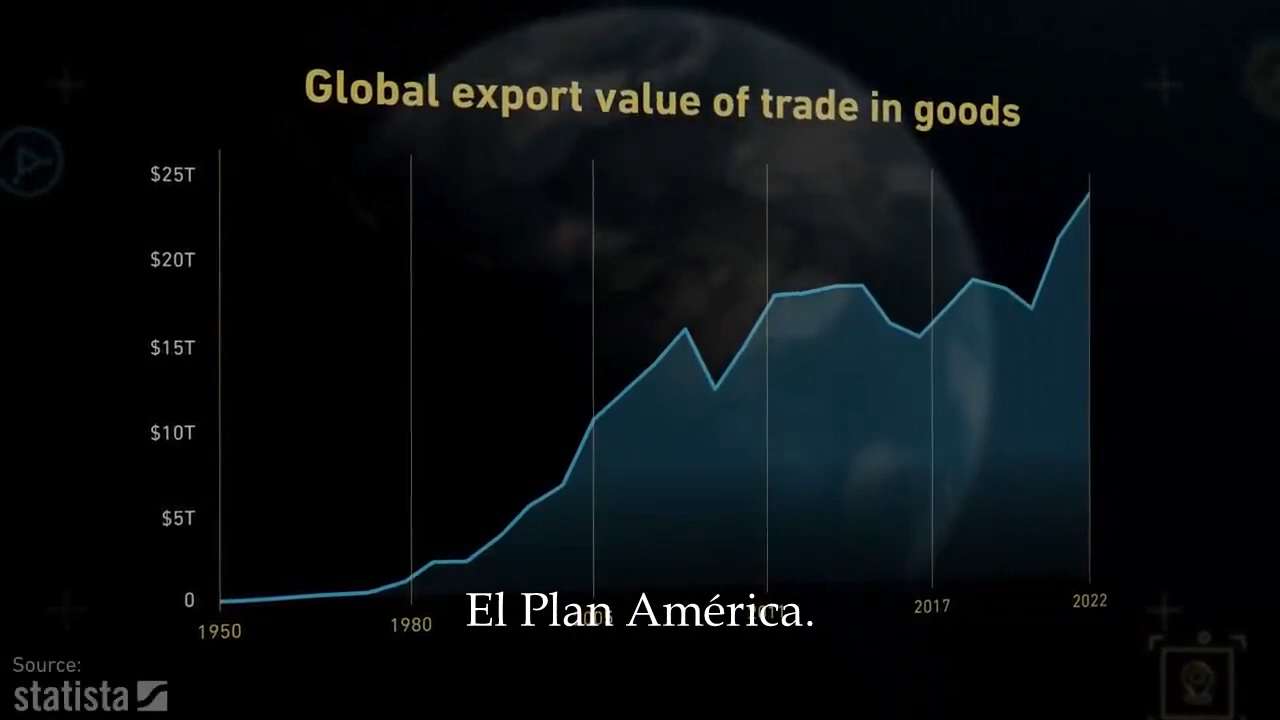 Global export value of trade in goods
$25T
$20T
$15T
$10T
$5T
0
1950
1980
2011
2017
2022
El Plan América.
Source:
statista